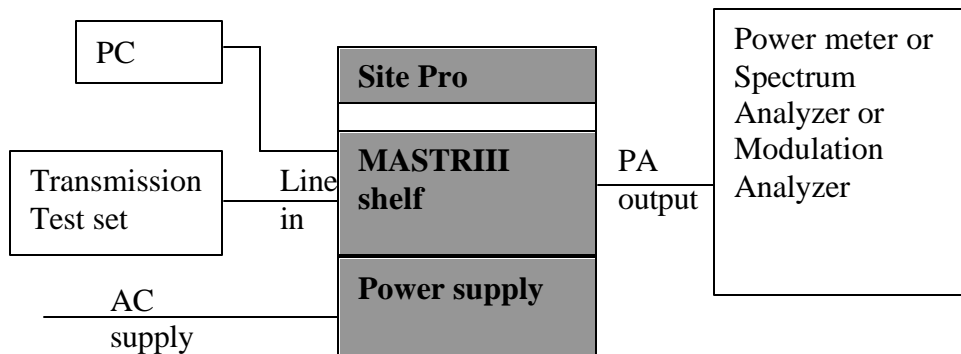 PC
Site Pro
Power meter or
Spectrum
Analyzer or
Modulation
Analyzer
Transmission
Test set
Line
in
MASTRIII
shelf
PA
output
AC
supply
Power supply